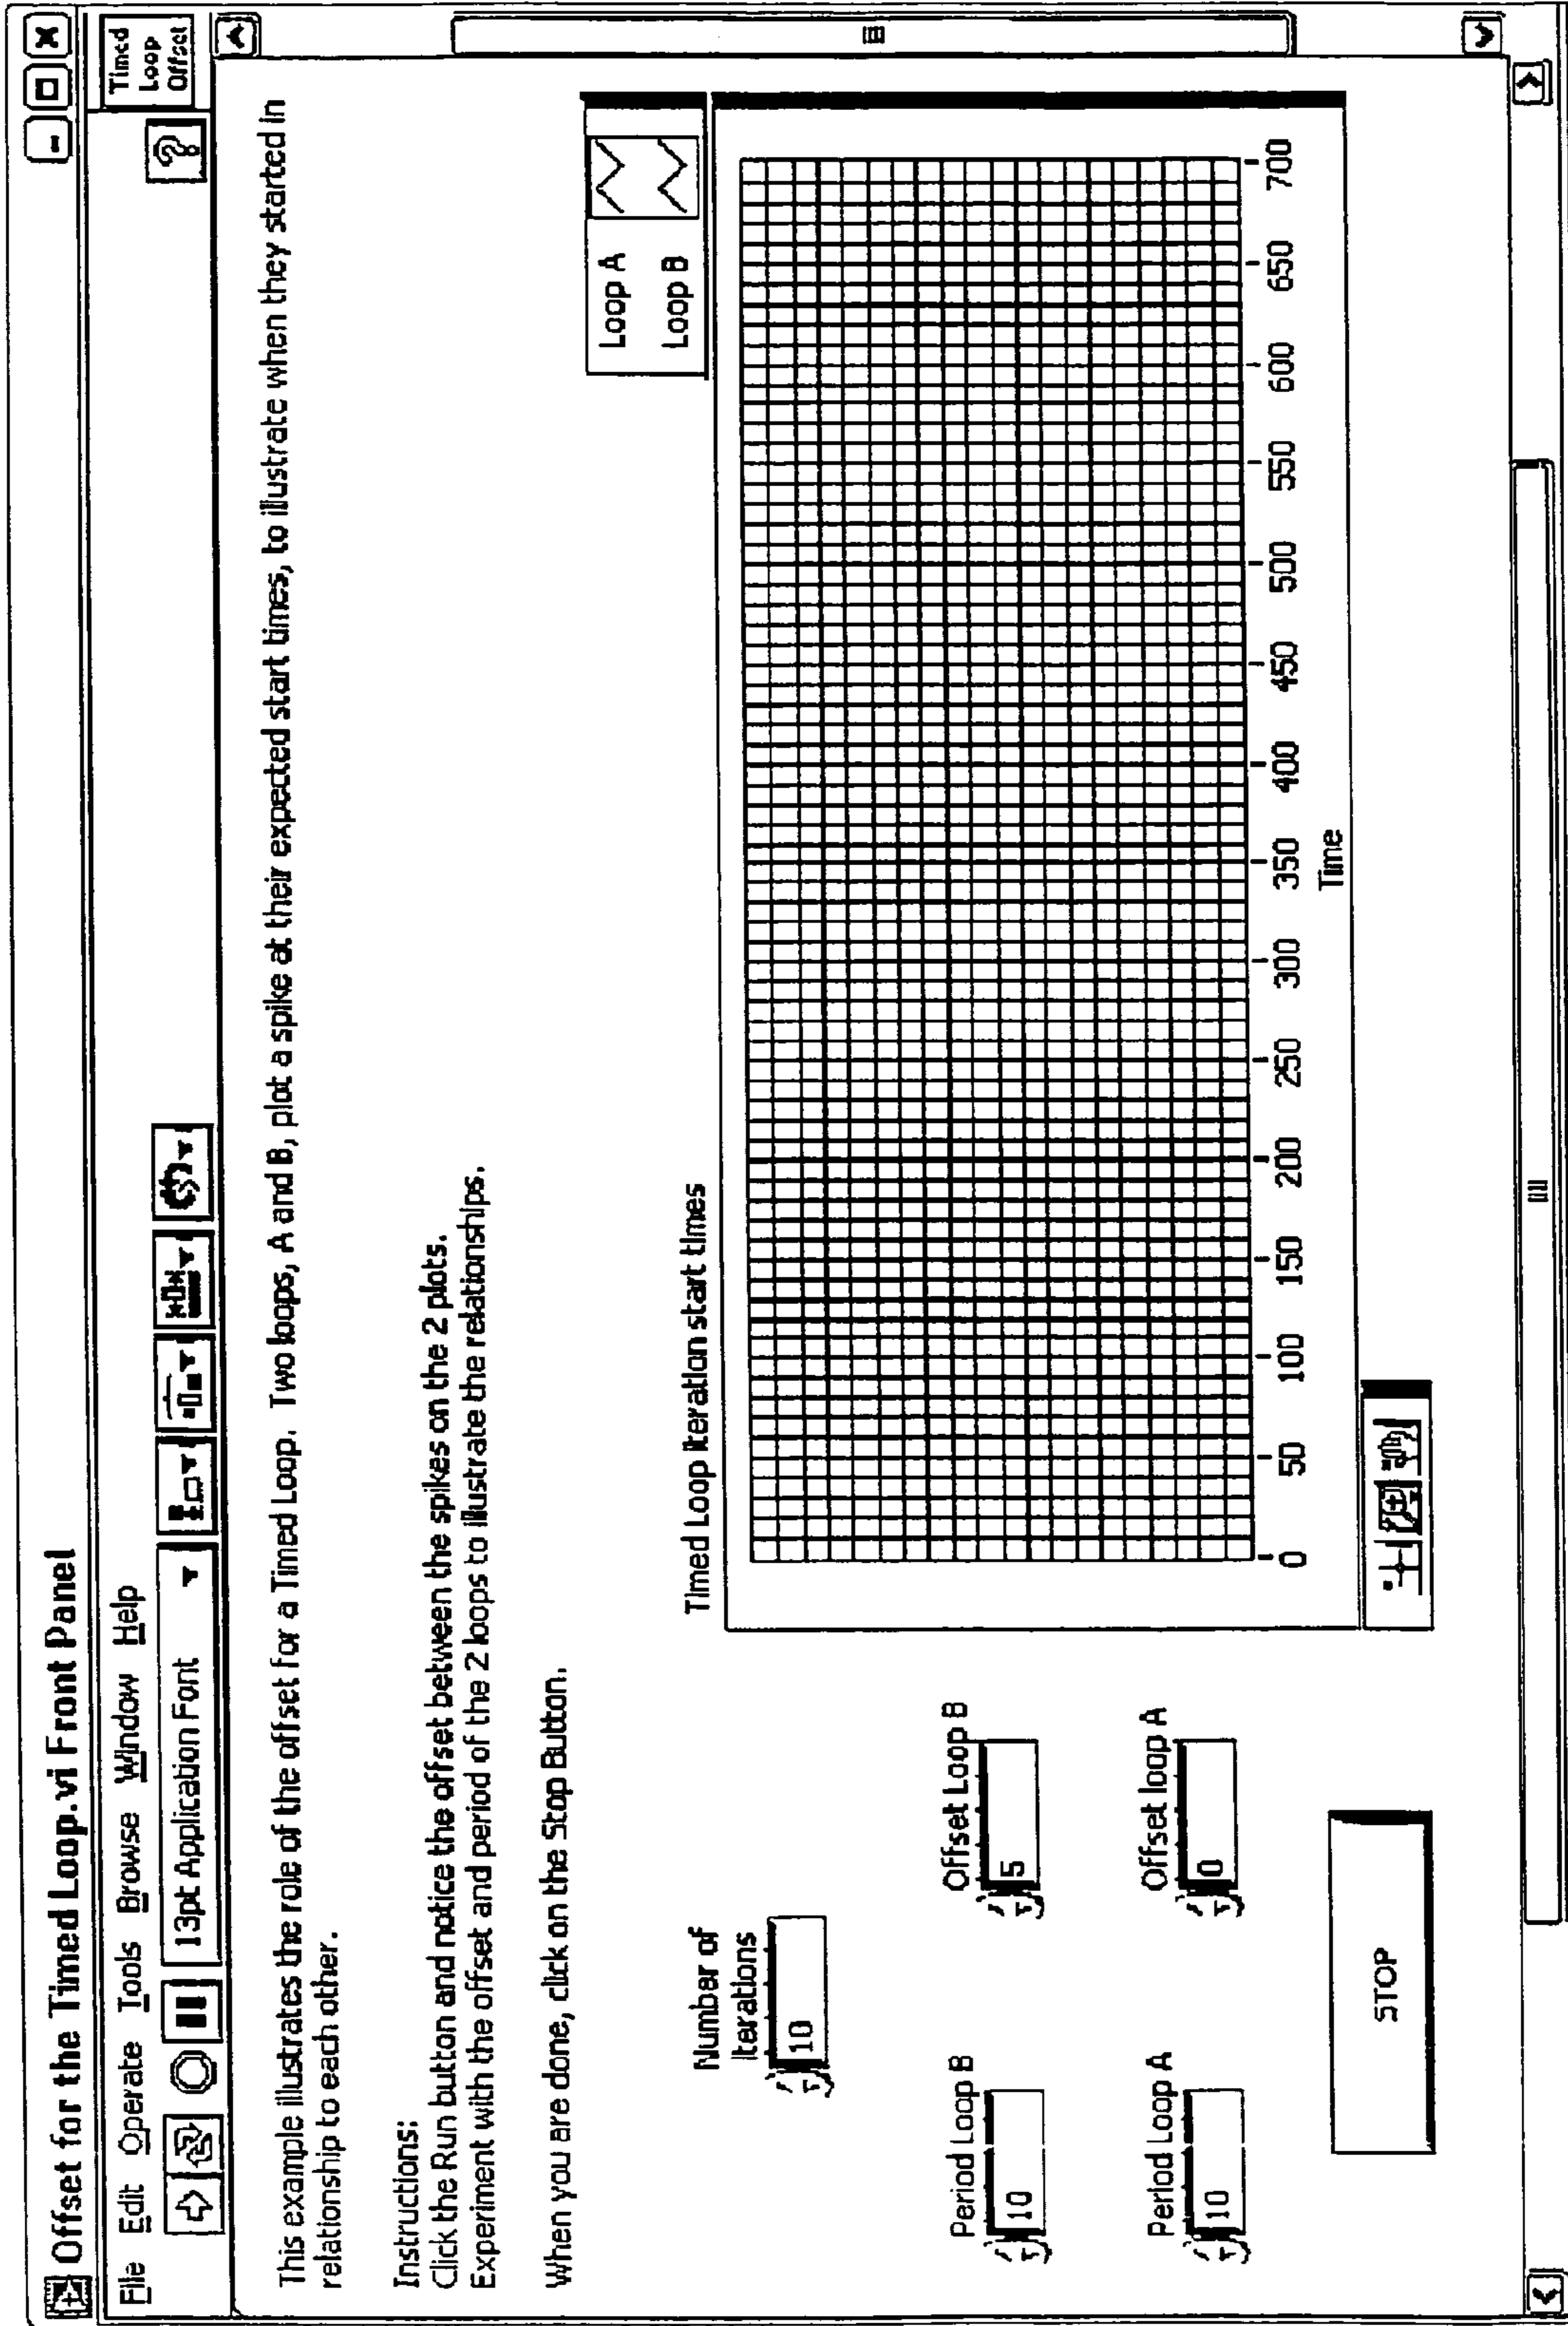 Offset for the Timed Loop.vi Front Panel
File Edit Operate Tools Browse Window Help
13pt Application Font
?
Timed
Loop
Offset
This example illustrates the role of the offset for a Timed Loop. Two loops, A and B, plot a spike at their expected start times, to illustrate when they started in
relationship to each other.
Instructions:
Click the Run button and notice the offset between the spikes on the 2 plots.
Experiment with the offset and period of the 2 loops to illustrate the relationships.
When you are done, click on the Stop Button.
Number of
Iterations
10
Period Loop B
10
Offset Loop B
5
Period Loop A
10
Offset loop A
0
STOP
Timed Loop iteration start times
Loop A
Loop B
0 50 100 150 200 250 300 350 400 450 500 550 600 650 700
Time